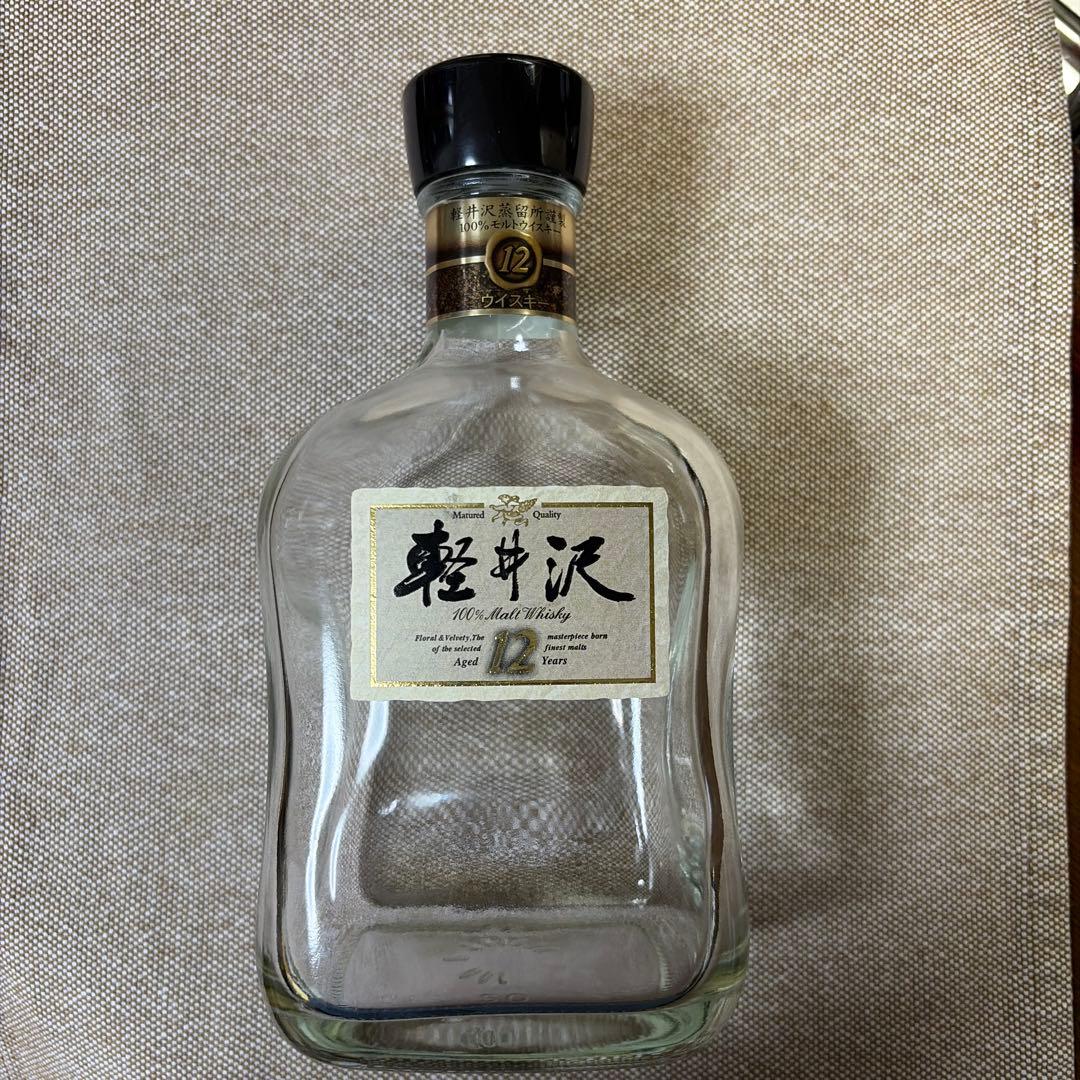 軽井沢蒸留所謹製
100%モルトウイスキー
12
ウイスキー
Matured Quality
軽井沢
100% Malt Whisky
Floral & Velvety,The masterpiece born
of the selected finest malts
Aged 12 Years